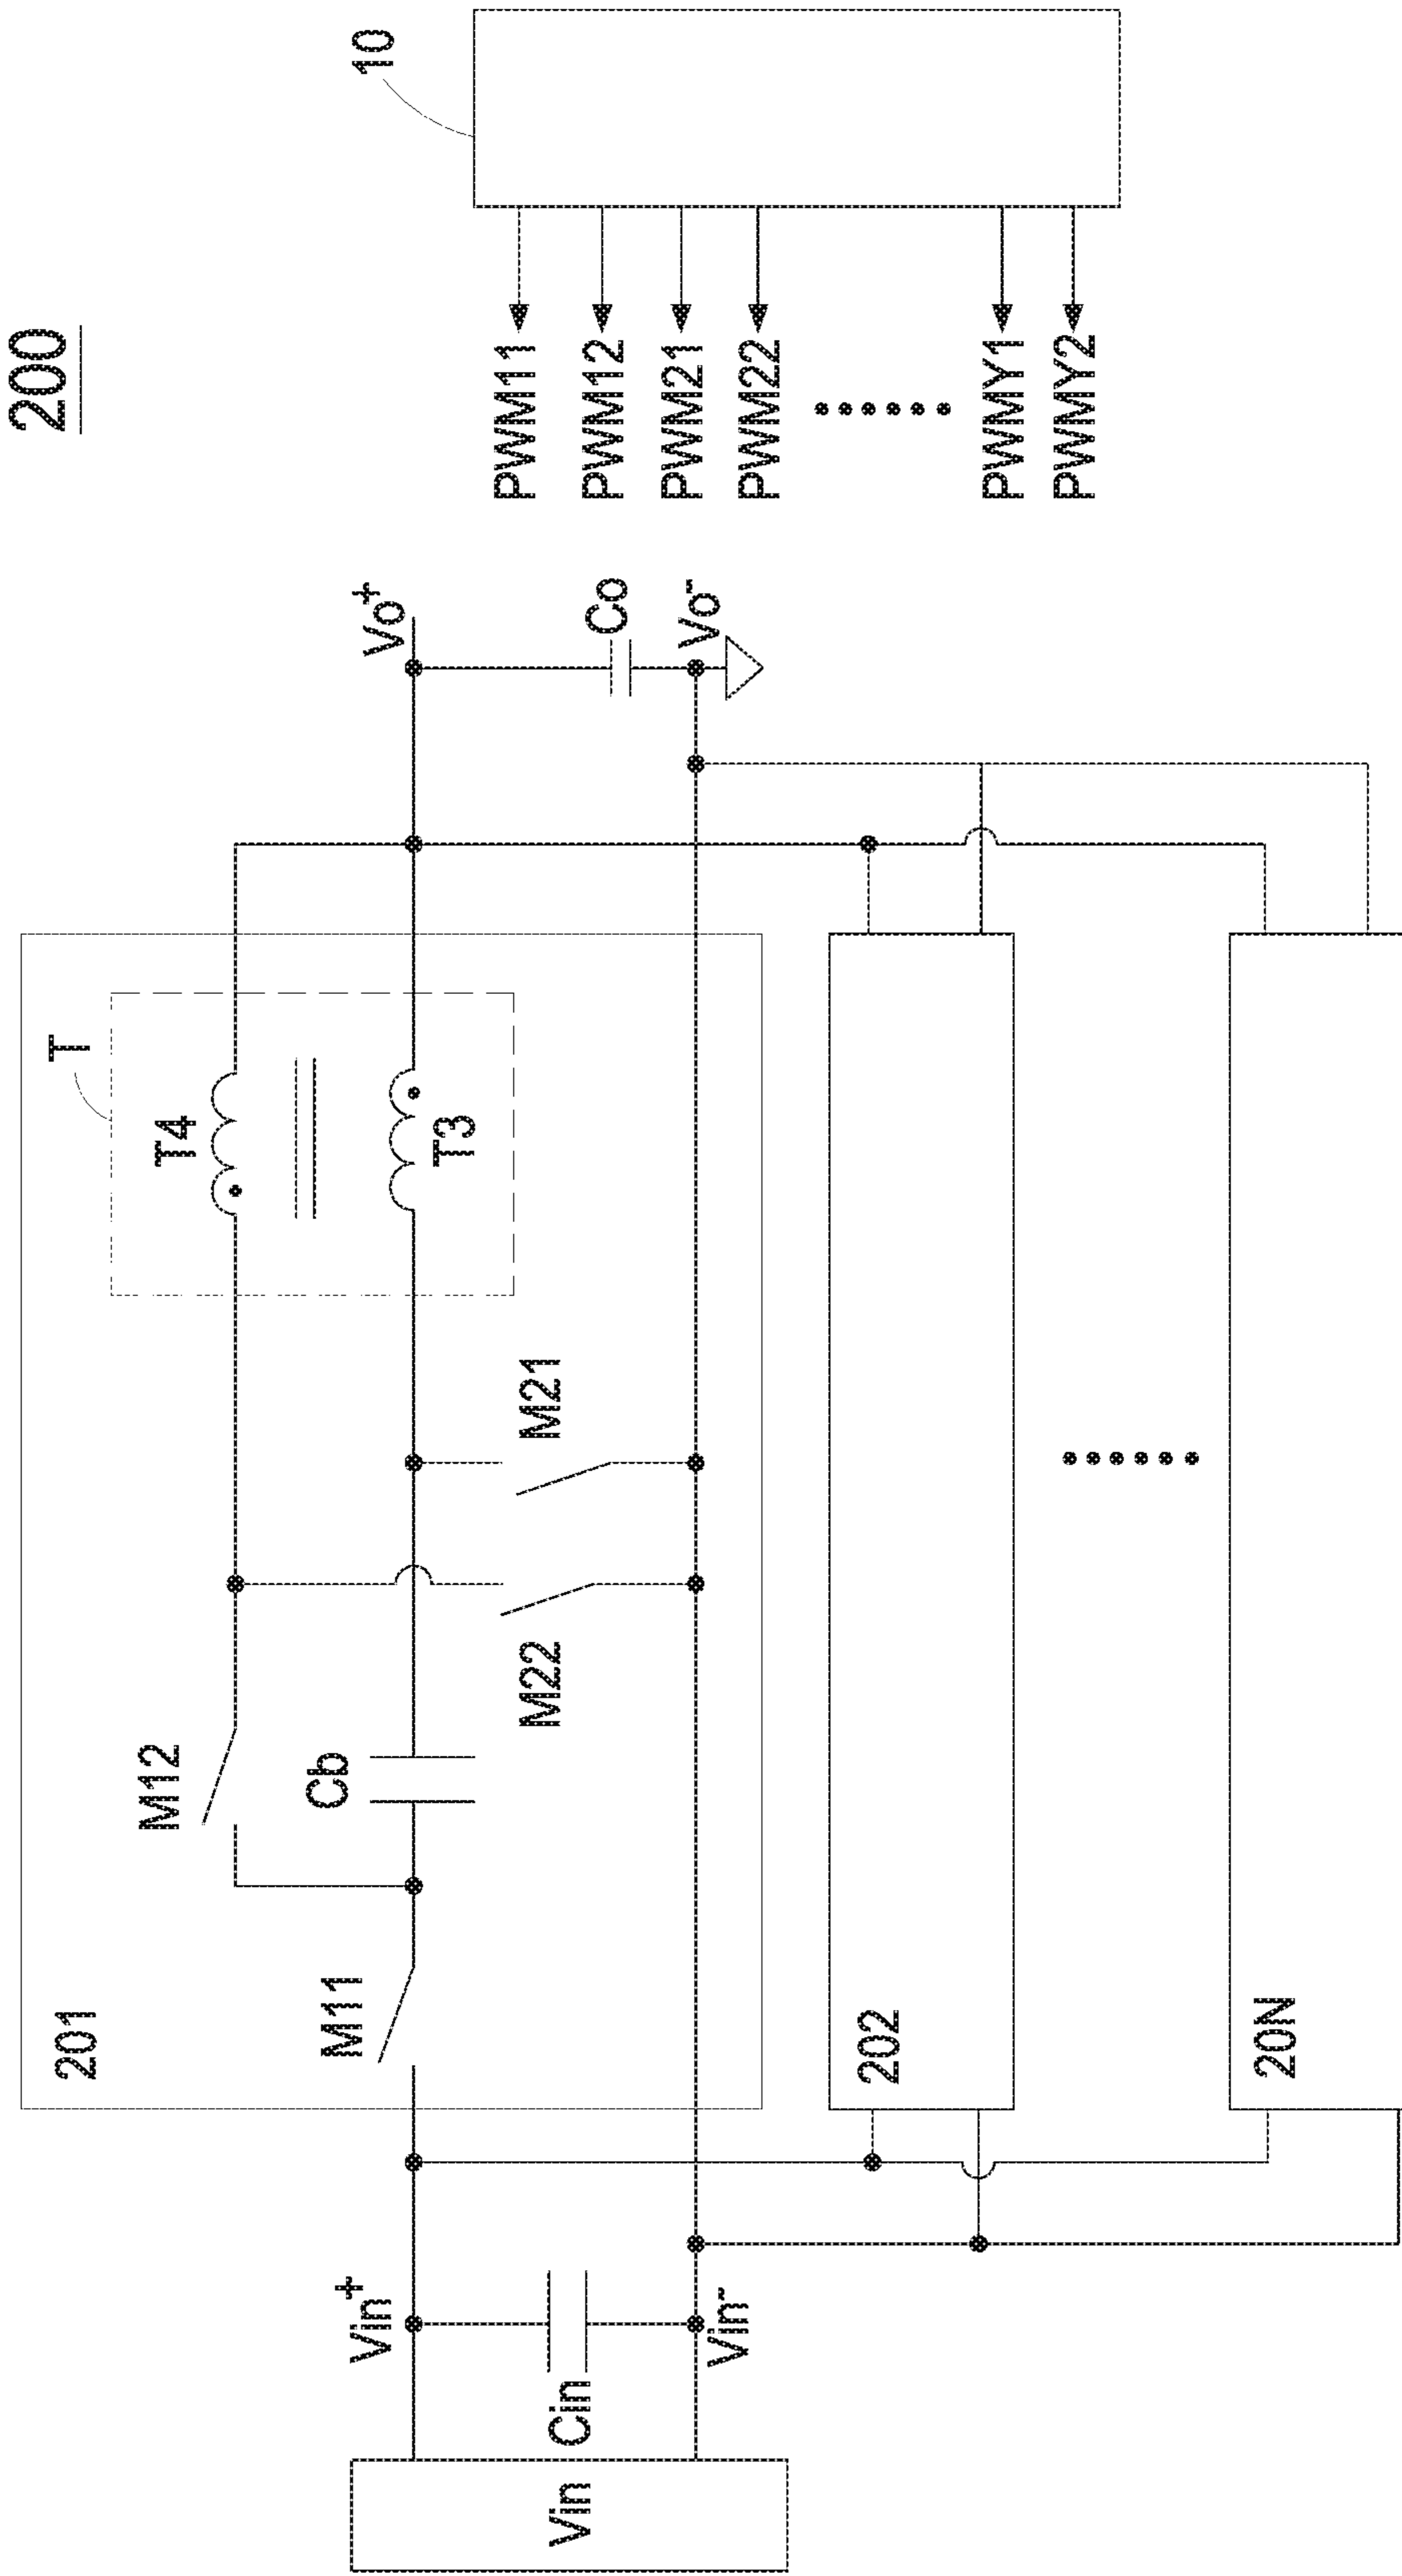 200
201
T
T4
T3
M12
Cb
M11
M22
M21
Vin+
Vin
Cin
Vin-
Vo+
Co
Vo-
202
20N
10
PWM11
PWM12
PWM21
PWM22
PWMY1
PWMY2